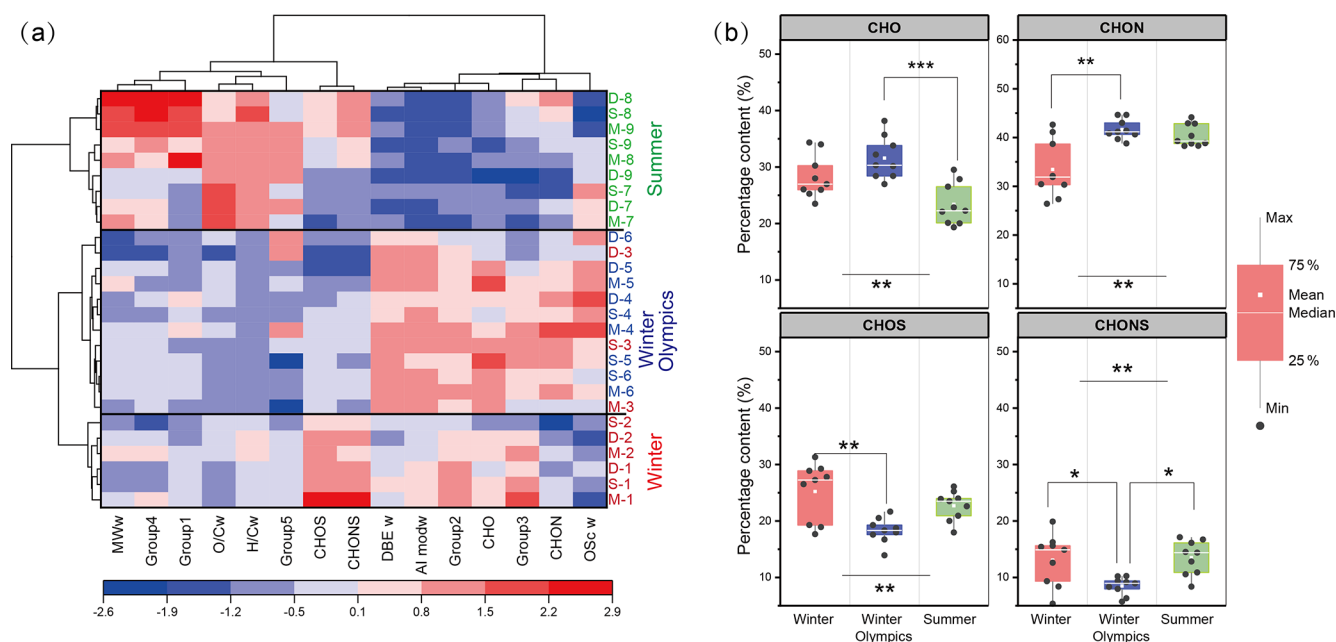 (a)
D-8
S-8
M-9
S-9
M-8
D-9
S-7
D-7
M-7
D-6
D-3
D-5
M-5
D-4
S-4
M-4
S-3
S-5
S-6
M-6
M-3
S-2
D-2
M-2
D-1
S-1
M-1
Summer
Winter
Olympics
Winter
MWw
Group4
Group1
O/Cw
H/Cw
Group5
CHOS
CHONS
DBE w
AI modw
Group2
CHO
Group3
CHON
OSc w
-2.6 -1.9 -1.2 -0.5 0.1 0.8 1.5 2.2 2.9
(b)
CHO
Percentage content (%)
50
40
30
20
10
***
**
CHON
60
50
40
30
20
10
**
**
CHOS
Percentage content (%)
50
40
30
20
10
**
**
Winter Winter Summer
Olympics
CHONS
50
40
30
20
10
**
*
*
Winter Winter Summer
Olympics
Max
75%
Mean
Median
25%
Min